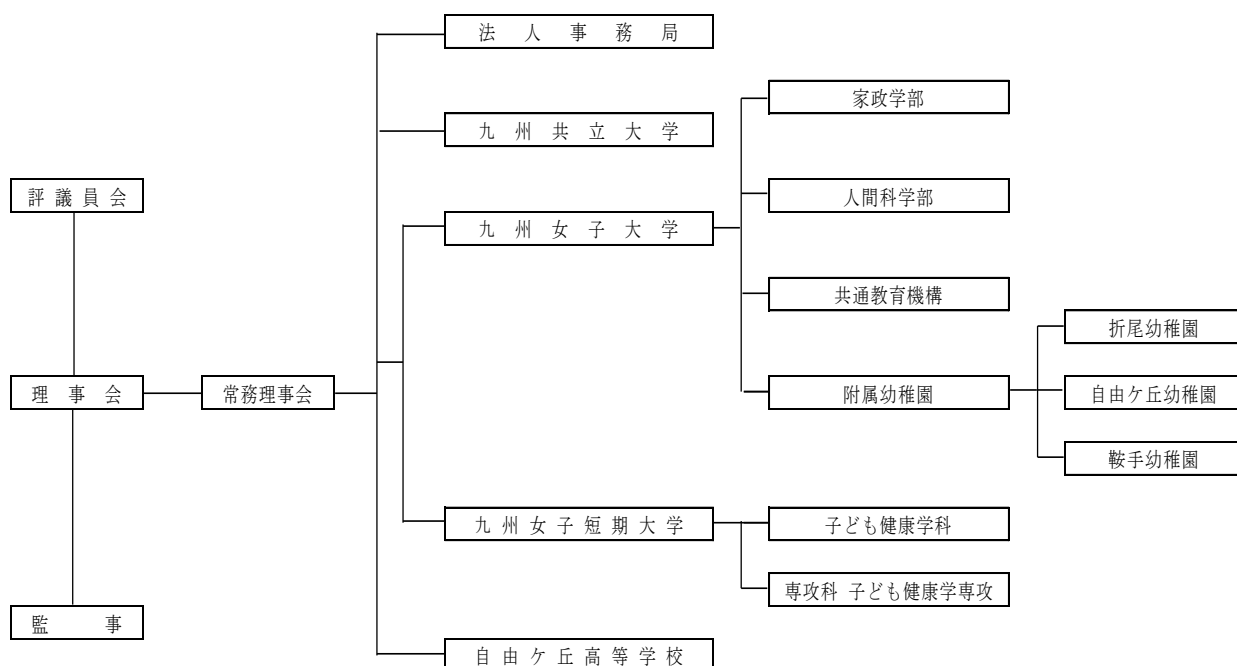 法人事務局
九州共立大学
家政学部
評議員会
人間科学部
九州女子大学
共通教育機構
折尾幼稚園
理事会
常務理事会
附属幼稚園
自由ケ丘幼稚園
鞍手幼稚園
九州女子短期大学
子ども健康学科
専攻科 子ども健康学専攻
監事
自由ケ丘高等学校